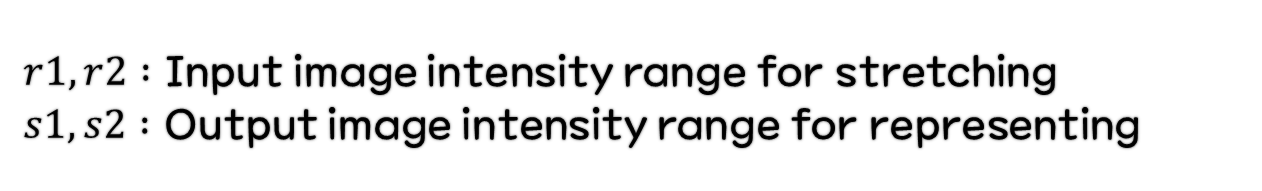 r1, r2 : Input image intensity range for stretching
s1, s2 : Output image intensity range for representing